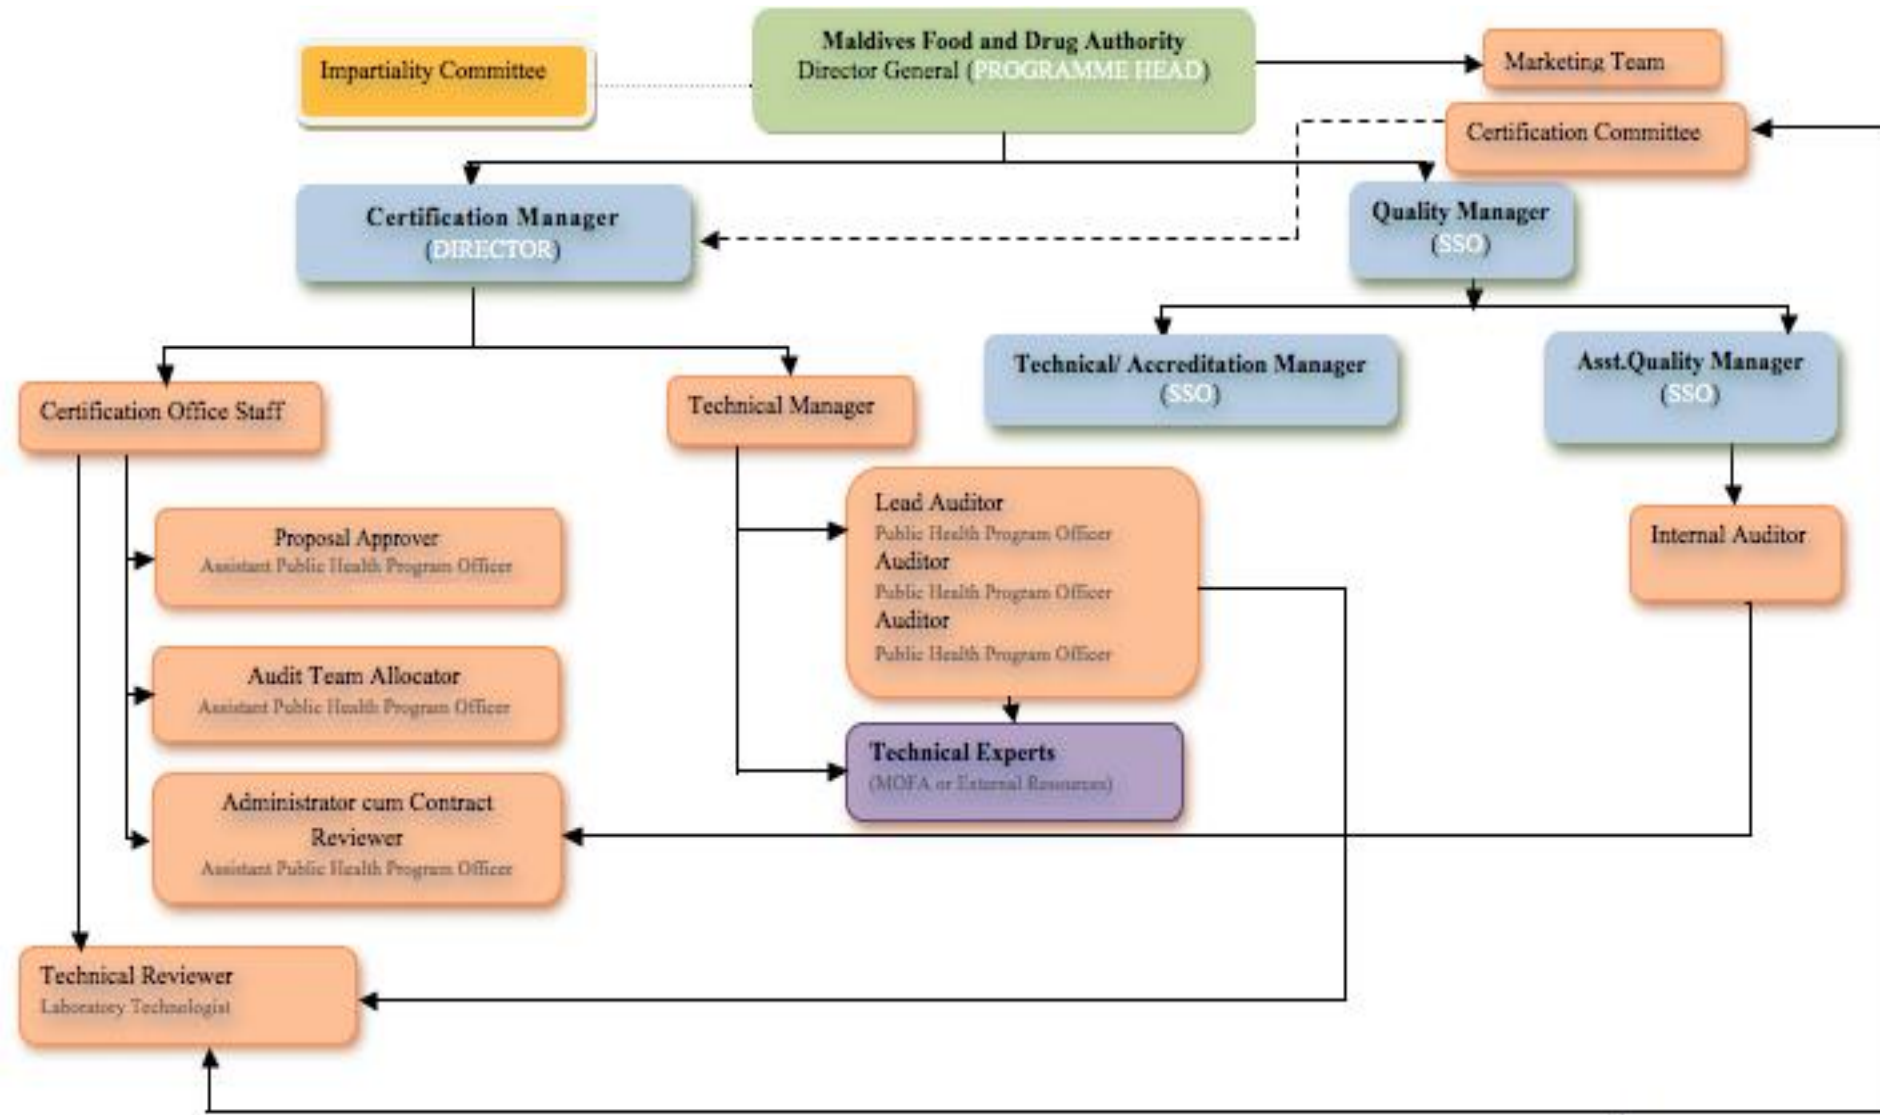 Maldives Food and Drug Authority
Director General (PROGRAMME HEAD)
Impartiality Committee
Marketing Team
Certification Committee
Certification Manager
(DIRECTOR)
Quality Manager
(SSO)
Technical/ Accreditation Manager
(SSO)
Asst.Quality Manager
(SSO)
Certification Office Staff
Technical Manager
Lead Auditor
Public Health Program Officer
Auditor
Public Health Program Officer
Auditor
Public Health Program Officer
Internal Auditor
Proposal Approver
Assistant Public Health Program Officer
Audit Team Allocator
Assistant Public Health Program Officer
Technical Experts
(MOFA or External Resources)
Administrator cum Contract
Reviewer
Assistant Public Health Program Officer
Technical Reviewer
Laboratory Technologist